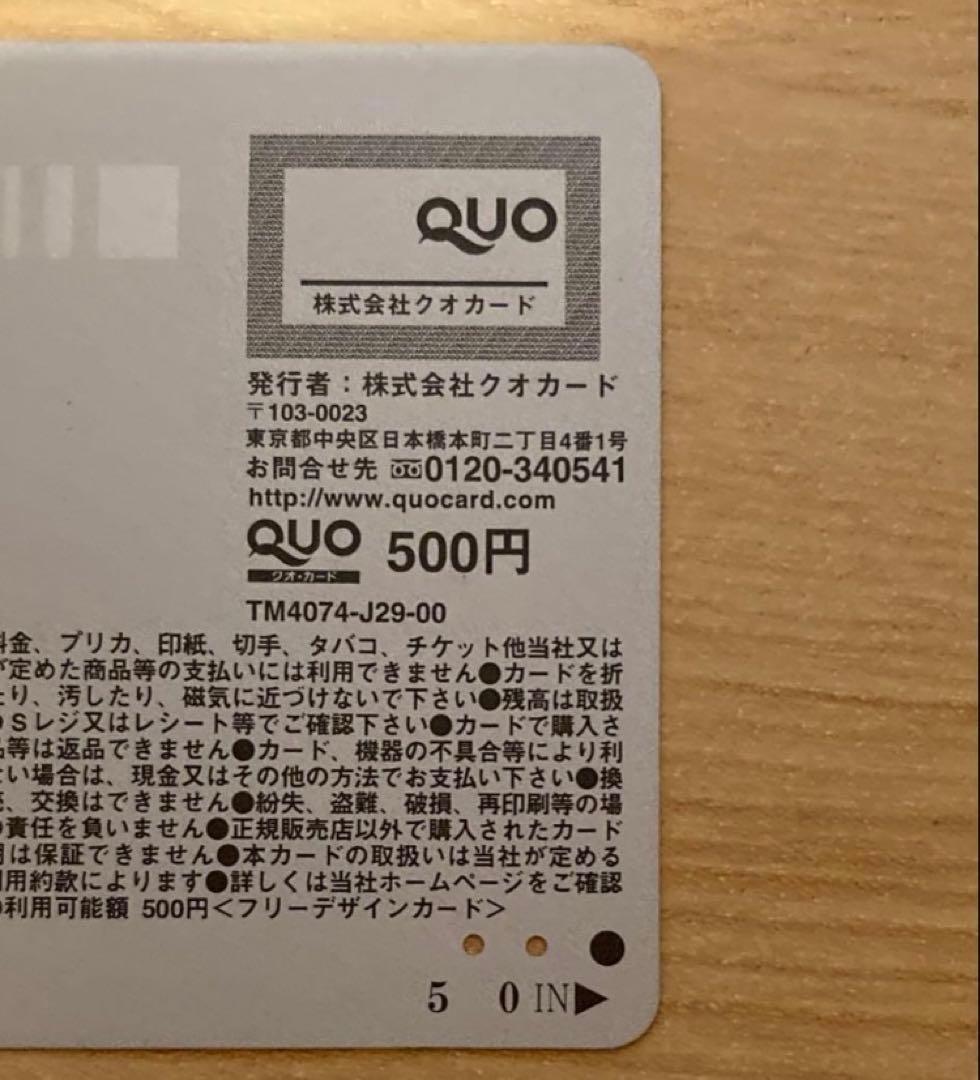 QUO
株式会社クオカード
発行者：株式会社クオカード
〒103-0023
東京都中央区日本橋本町二丁目4番1号
お問合せ先 0120-340541
http://www.quocard.com
QUO 500円
クオ・カード
TM4074-J29-00
料金、プリカ、印紙、切手、タバコ、チケット他当社又は
が定めた商品等の支払いには利用できません●カードを折
たり、汚したり、磁気に近づけないで下さい●残高は取扱
OSレジ又はレシート等でご確認下さい●カードで購入さ
品等は返品できません●カード、機器の不具合等により利
ない場合は、現金又はその他の方法でお支払い下さい●換
売、交換はできません●紛失、盗難、破損、再印刷等の場
の責任を負いません●正規販売店以外で購入されたカード
用は保証できません●本カードの取扱いは当社が定める
利用約款によります●詳しくは当社ホームページをご確認
の利用可能額 500円＜フリーデザインカード＞
5 0 IN▶